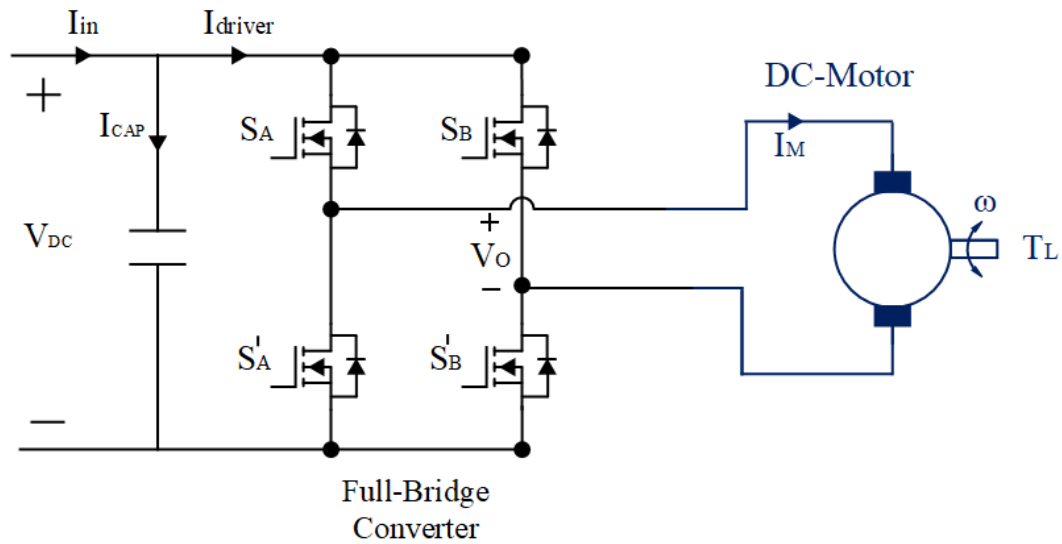 Iin
Idriver
+
ICAP
VDC
−
SA
SB
S'A
S'B
+
VO
−
DC-Motor
IM
ω
TL
Full-Bridge
Converter